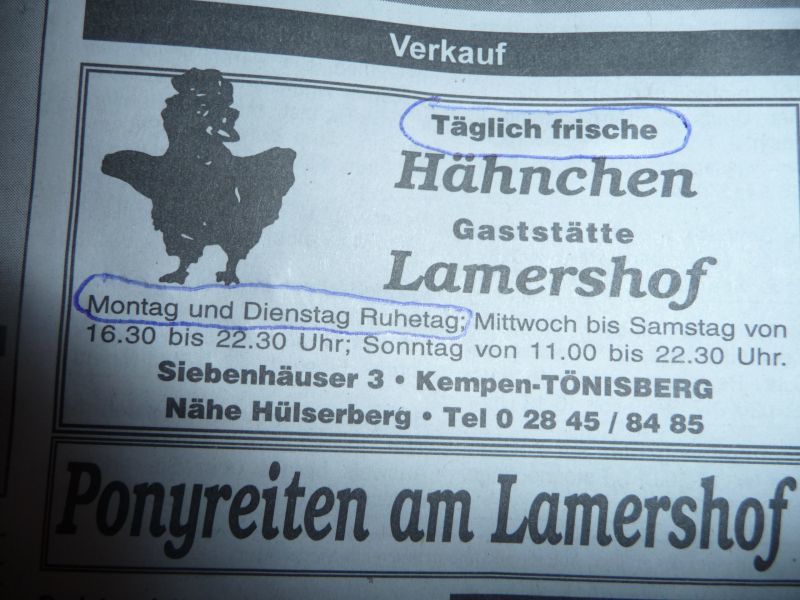 Verkauf
Täglich frische
Hähnchen
Gaststätte
Lamershof
Montag und Dienstag Ruhetag; Mittwoch bis Samstag von
16.30 bis 22.30 Uhr; Sonntag von 11.00 bis 22.30 Uhr.
Siebenhäuser 3 • Kempen-TÖNISBERG
Nähe Hülserberg • Tel 0 28 45 / 84 85
Ponyreiten am Lamershof